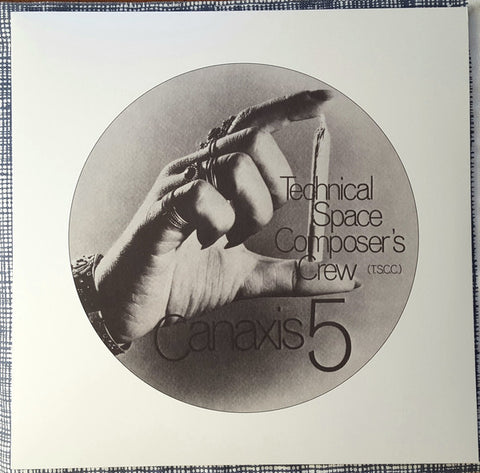 Technical
Space
Composer's
Crew (T.S.C.C.)
Canaxis 5